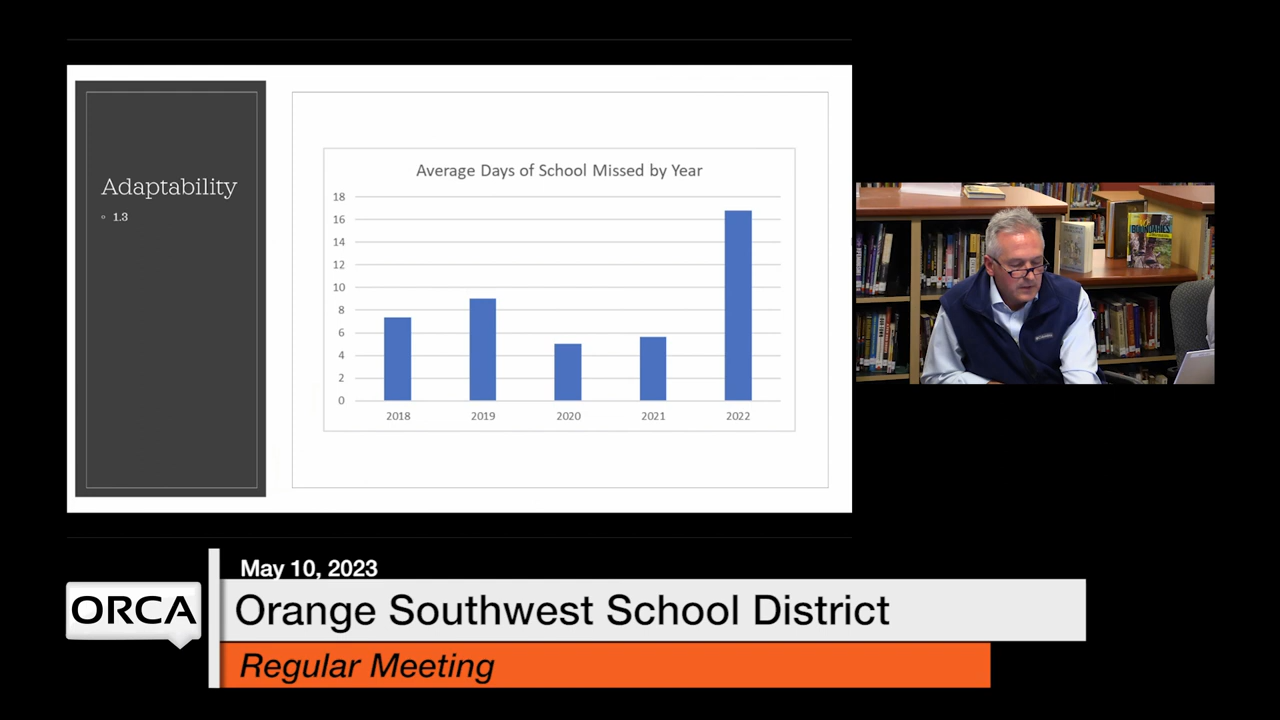 Adaptability
1.3
Average Days of School Missed by Year
18
16
14
12
10
8
6
4
2
0
2018 2019 2020 2021 2022
BOUNDARIES
May 10, 2023
ORCA
Orange Southwest School District
Regular Meeting